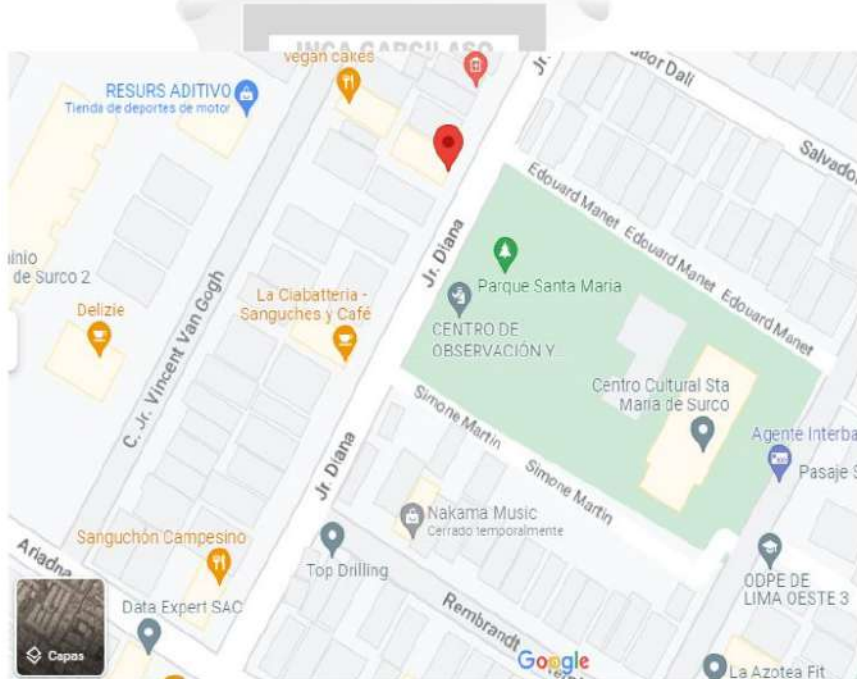 INCA GARCILASO
vegan cakes
RESURS ADITIVO
Tienda de deportes de motor
Jr.
ador Dalí
Salvador
Edouard Manet Edouard Manet Edouard Manet Edouard Manet
Jr. Diana
Parque Santa Maria
inio
de Surco 2
Delizie
La Ciabatteria -
Sanguches y Café
CENTRO DE
OBSERVACIÓN Y...
C. Jr. Vincent Van Gogh
Centro Cultural Sta
Maria de Surco
Simone Martin
Agente Interba
Pasaje S
Jr. Diana
Simone Martin
Nakama Music
Cerrado temporalmente
Sanguchón Campesino
Ariadna
Top Drilling
ODPE DE
LIMA OESTE 3
Data Expert SAC
Rembrandt
Capas
Google
La Azotea Fit